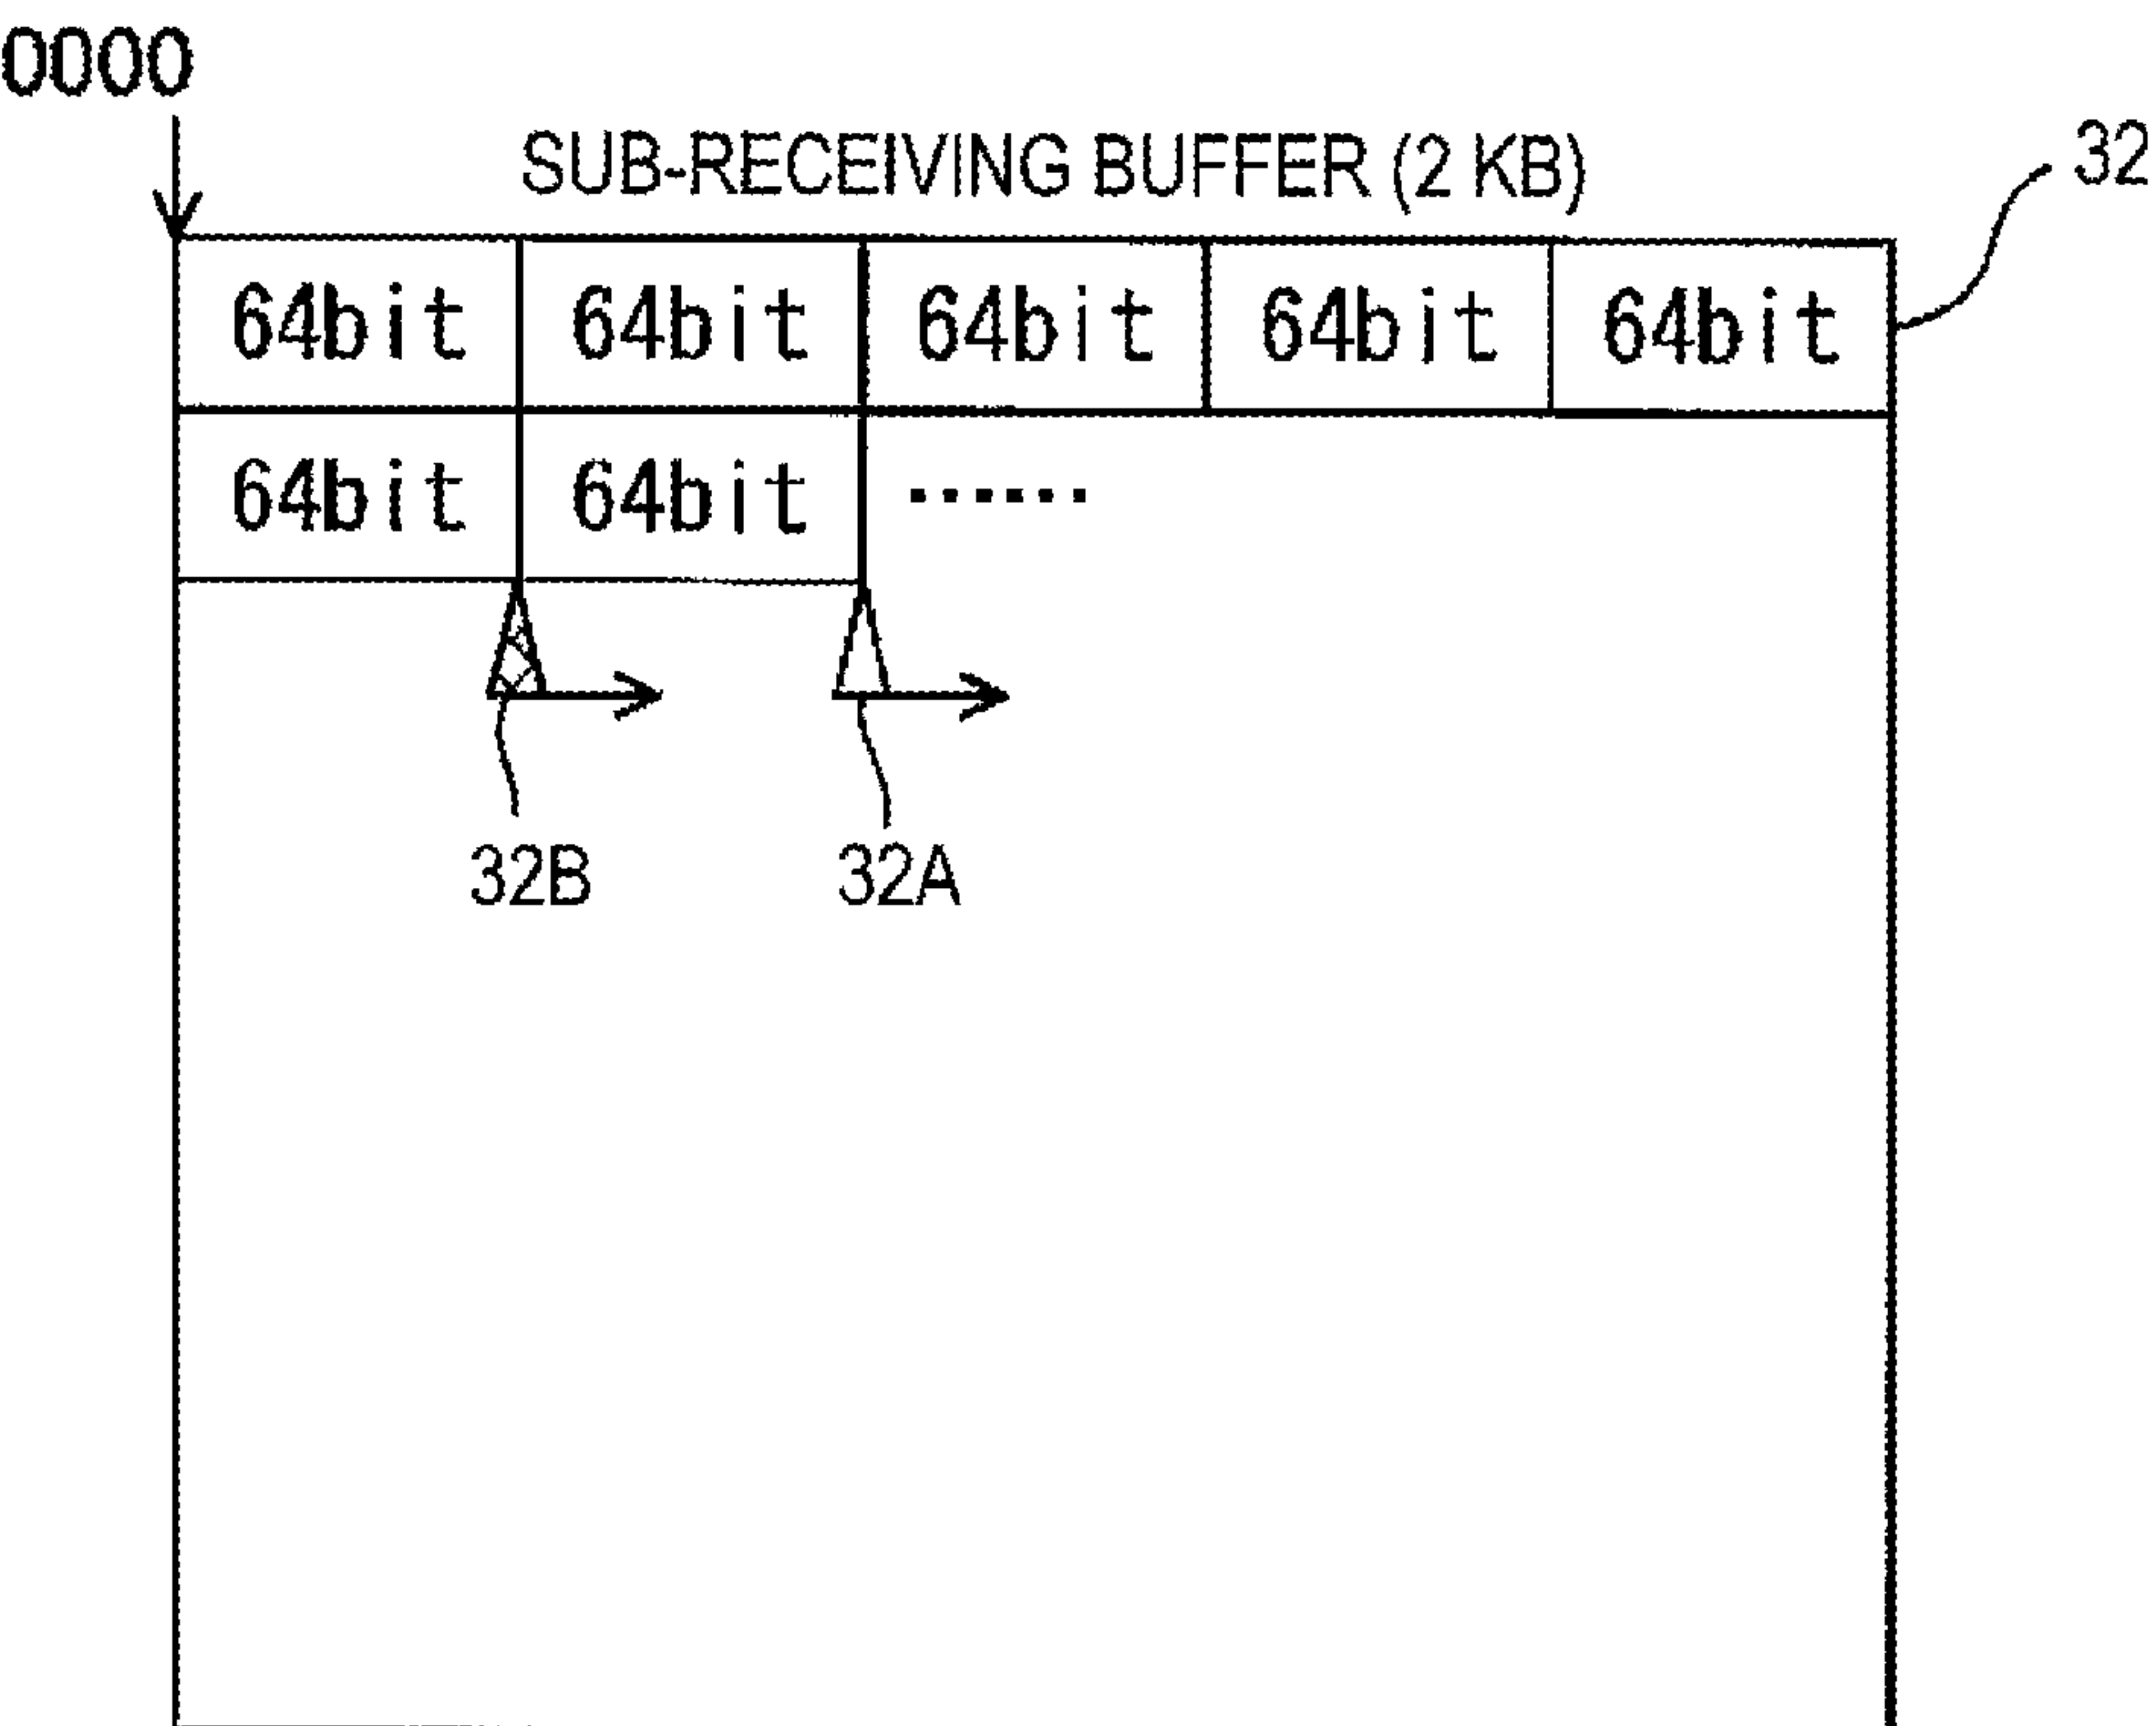 0000
SUB-RECEIVING BUFFER (2 KB)
32
64bit 64bit 64bit 64bit 64bit
64bit 64bit ......
32B 32A